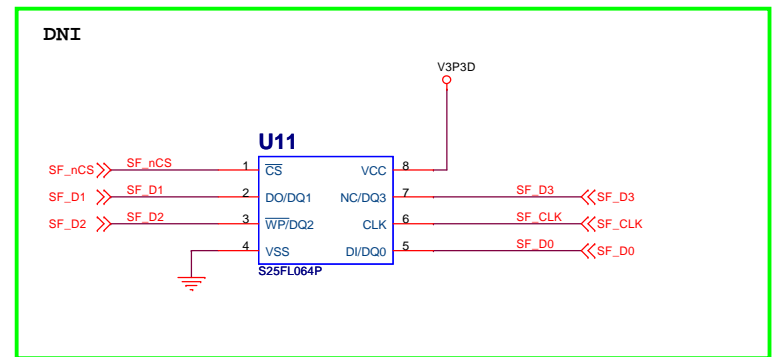 DNI
V3P3D
U11
SF_nCS SF_nCS 1 CS VCC 8
SF_D1 SF_D1 2 DO/DQ1 NC/DQ3 7 SF_D3 SF_D3
SF_D2 SF_D2 3 WP/DQ2 CLK 6 SF_CLK SF_CLK
4 VSS DI/DQ0 5 SF_D0 SF_D0
S25FL064P